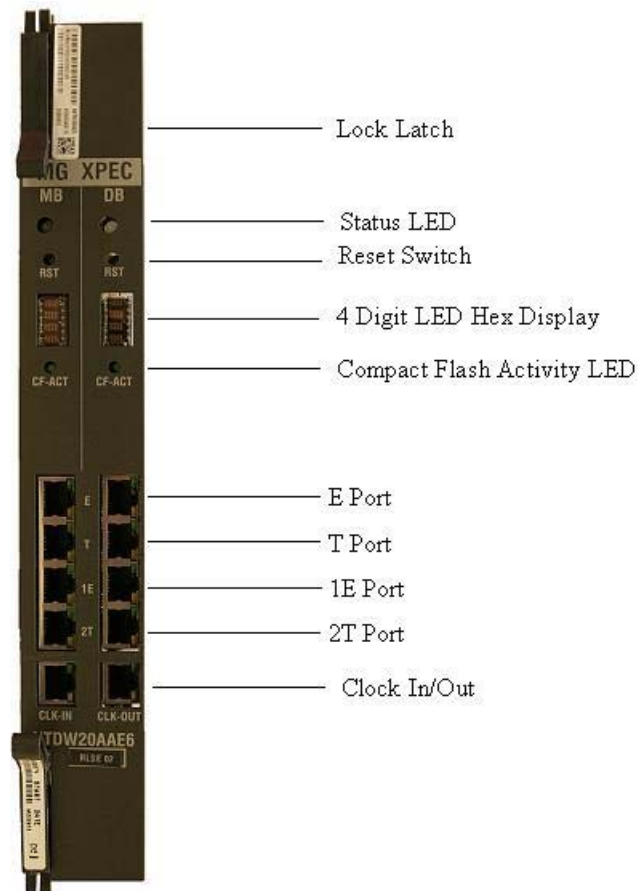 Lock Latch
MG XPEC
MB DB
Status LED
Reset Switch
RST RST
4 Digit LED Hex Display
Compact Flash Activity LED
CF-ACT CF-ACT
E
E Port
T
T Port
1E
1E Port
2T
2T Port
Clock In/Out
CLK-IN CLK-OUT
NTDW20AAE6
RLSE 02